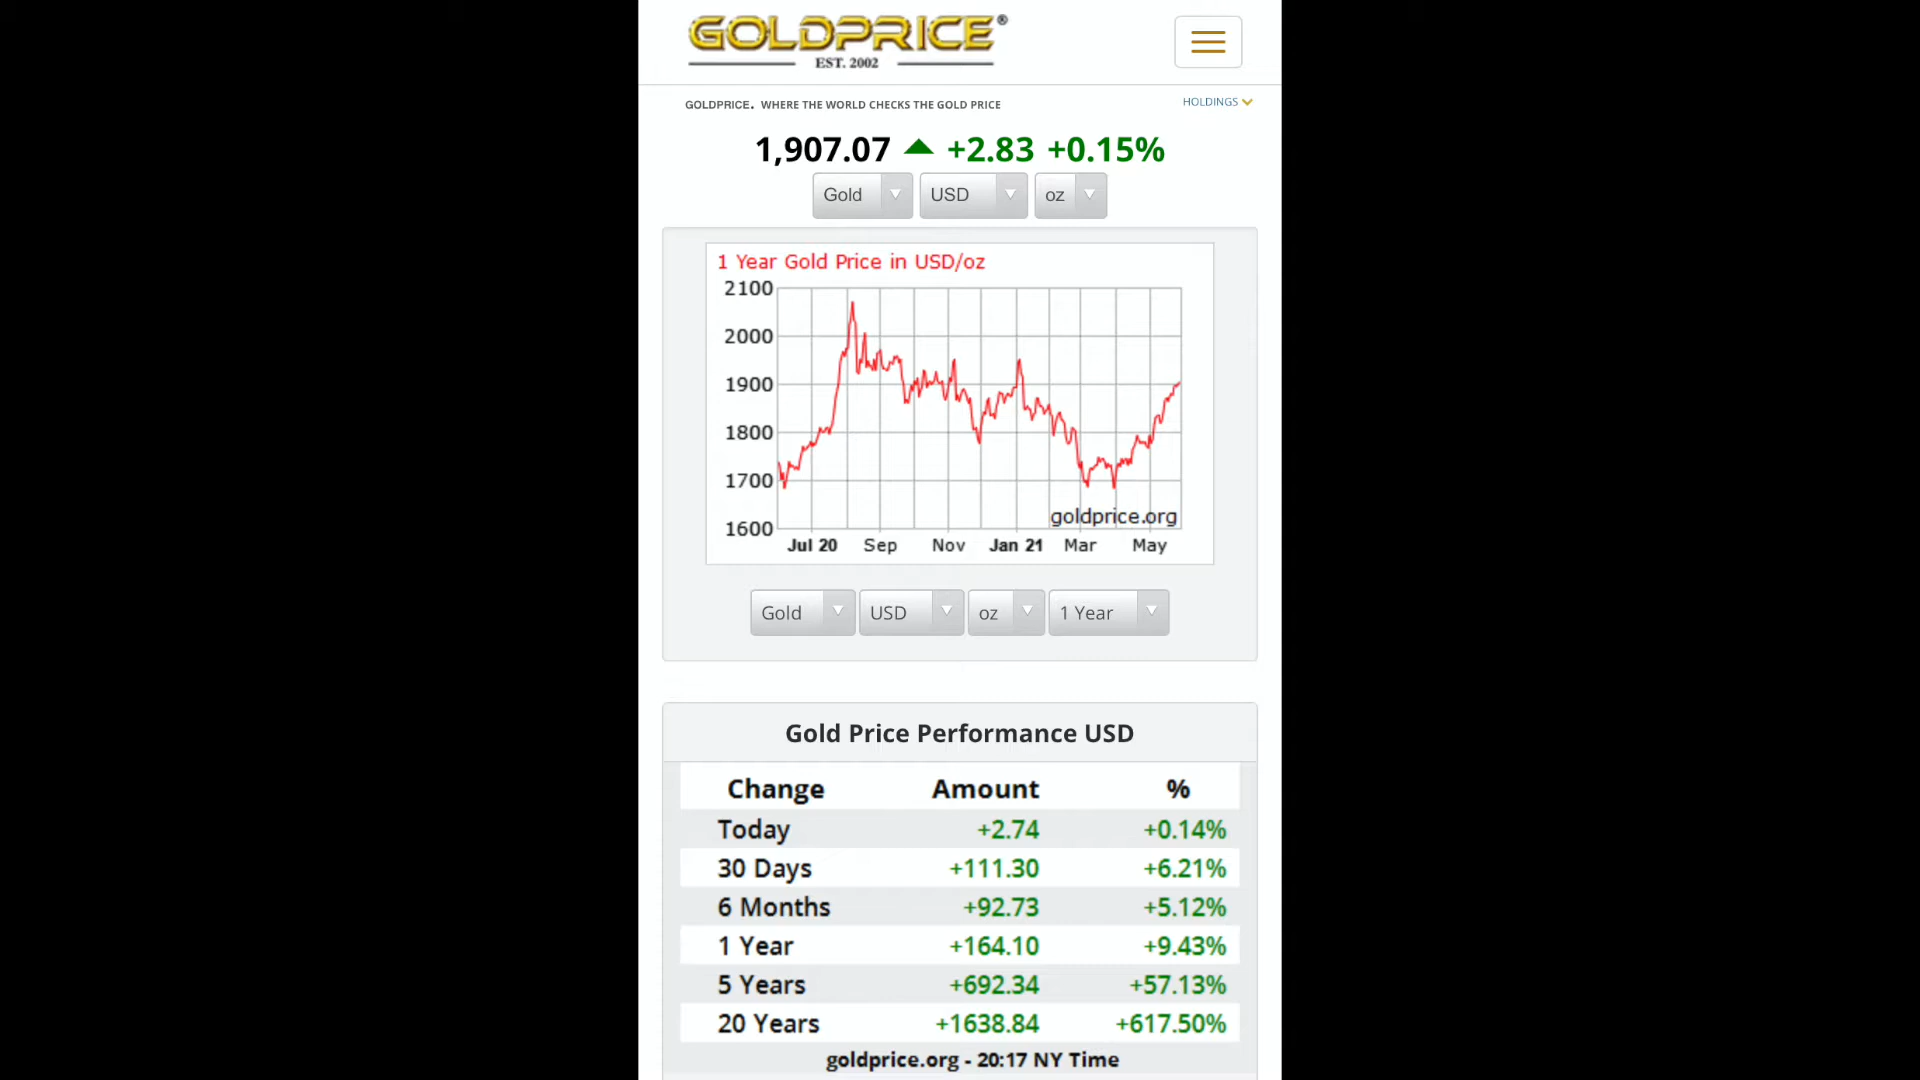 GOLDPRICE®
EST. 2002
GOLDPRICE. WHERE THE WORLD CHECKS THE GOLD PRICE
HOLDINGS
1,907.07 +2.83 +0.15%
Gold USD oz
1 Year Gold Price in USD/oz
2100
2000
1900
1800
1700
1600
goldprice.org
Jul 20 Sep Nov Jan 21 Mar May
Gold USD oz 1 Year
Gold Price Performance USD
Change Amount %
Today +2.74 +0.14%
30 Days +111.30 +6.21%
6 Months +92.73 +5.12%
1 Year +164.10 +9.43%
5 Years +692.34 +57.13%
20 Years +1638.84 +617.50%
goldprice.org - 20:17 NY Time